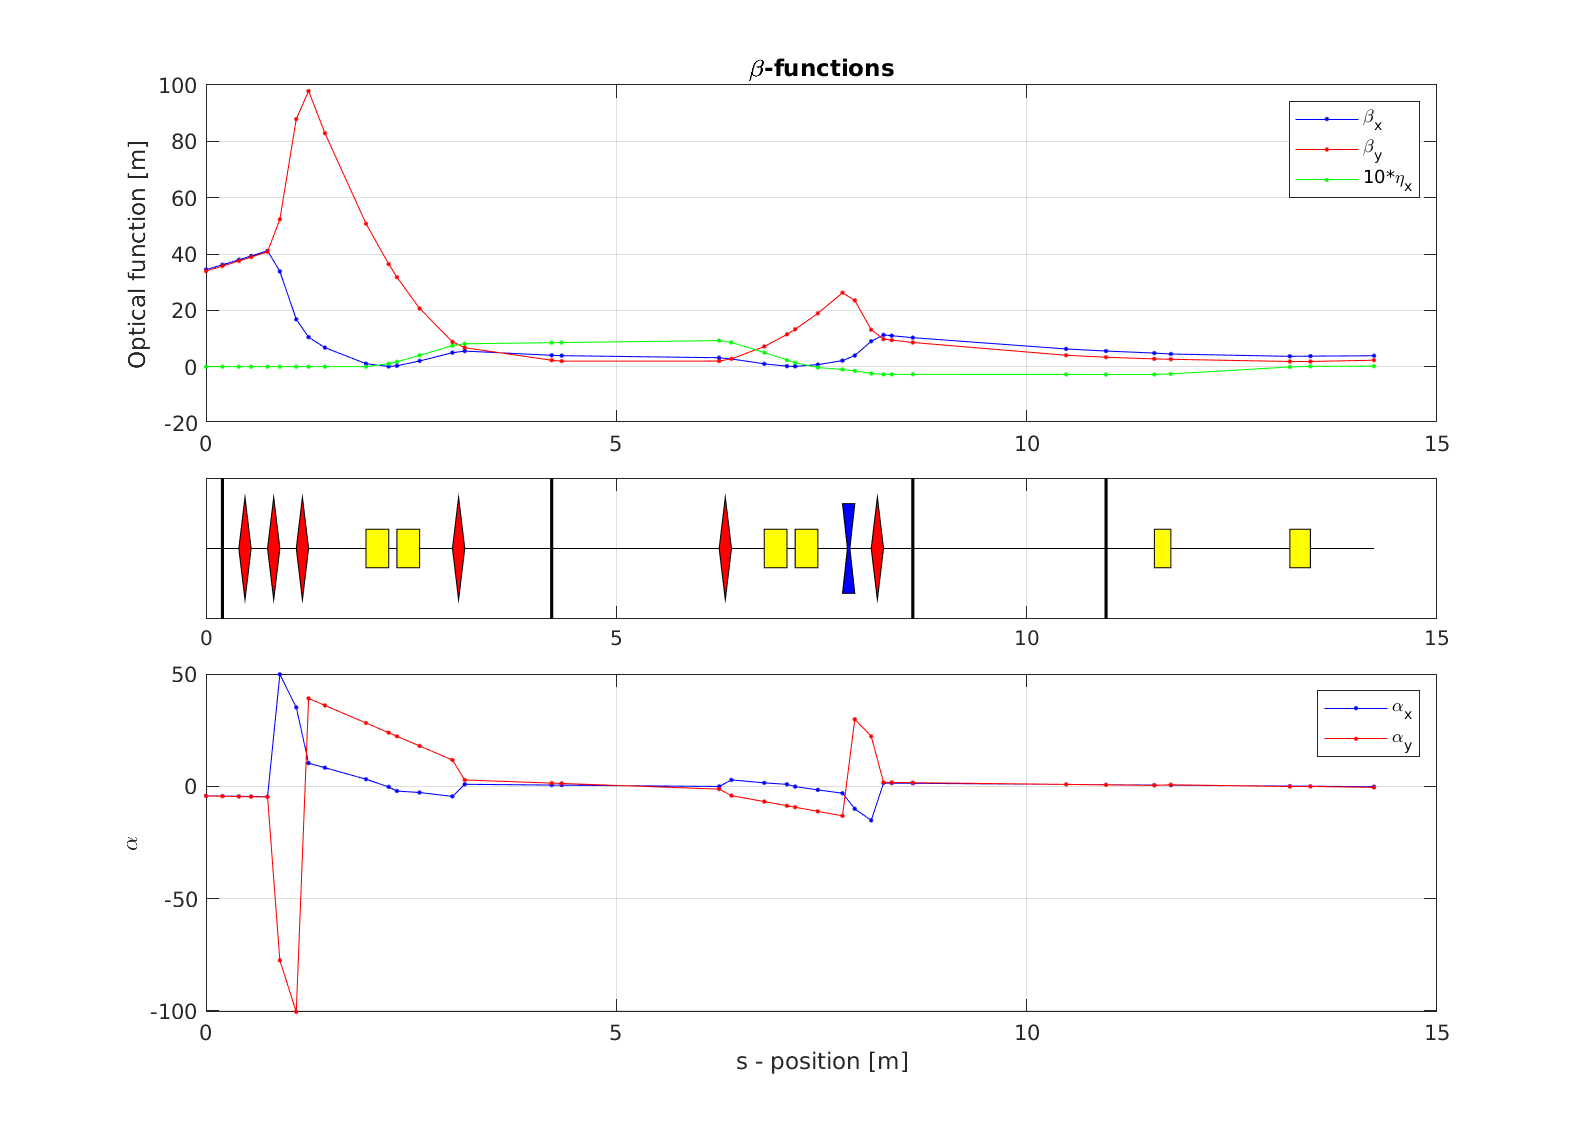 β-functions
Optical function [m]
100
80
60
40
20
0
-20
0 5 10 15
βx
βy
10*ηx
0 5 10 15
α
50
0
-50
-100
0 5 10 15
αx
αy
s - position [m]